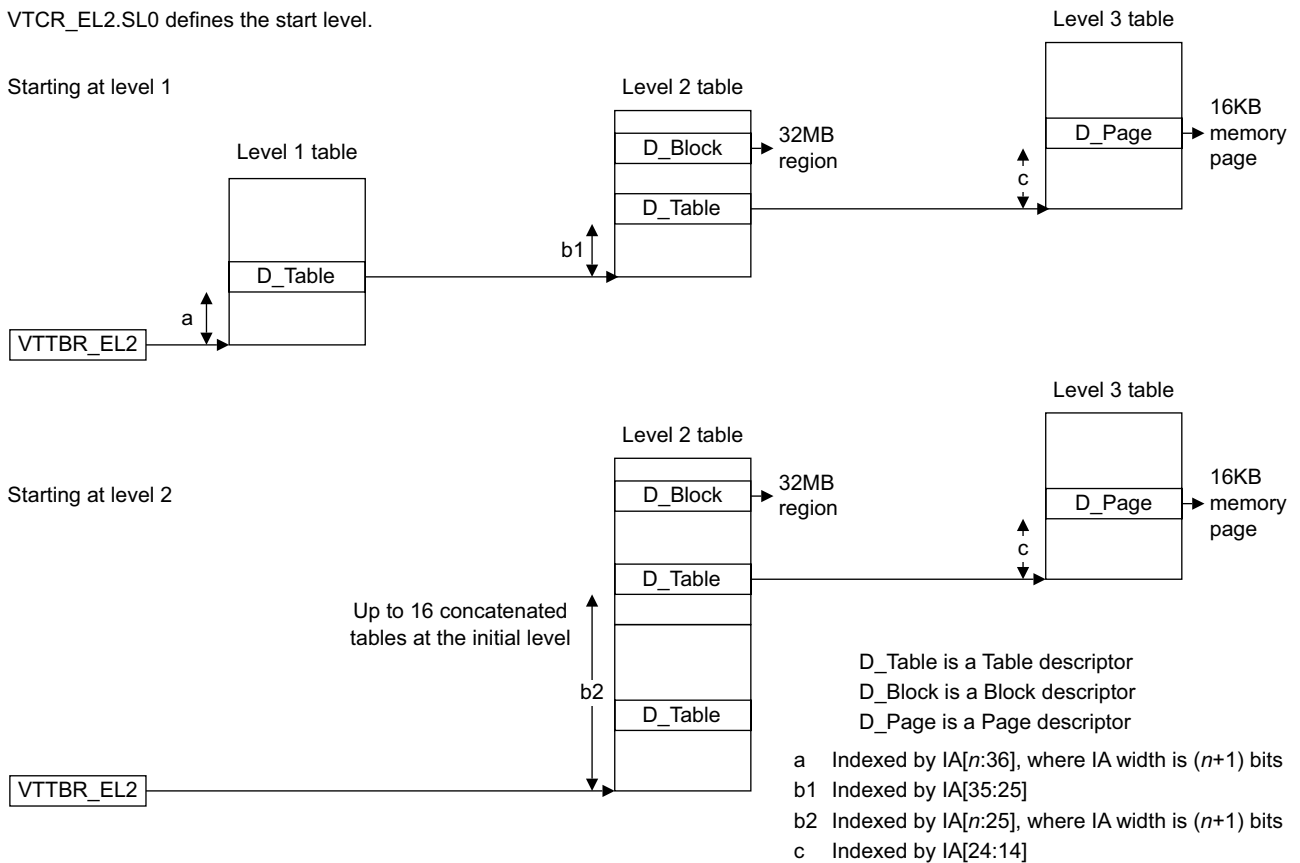 VTCR_EL2.SL0 defines the start level.
Starting at level 1
Level 1 table
D_Table
a
VTTBR_EL2
Level 2 table
D_Block
32MB
region
D_Table
b1
Level 3 table
D_Page
16KB
memory
page
c
Starting at level 2
Level 2 table
D_Block
32MB
region
D_Table
Up to 16 concatenated
tables at the initial level
b2
D_Table
VTTBR_EL2
Level 3 table
D_Page
16KB
memory
page
c
D_Table is a Table descriptor
D_Block is a Block descriptor
D_Page is a Page descriptor
a Indexed by IA[n:36], where IA width is (n+1) bits
b1 Indexed by IA[35:25]
b2 Indexed by IA[n:25], where IA width is (n+1) bits
c Indexed by IA[24:14]